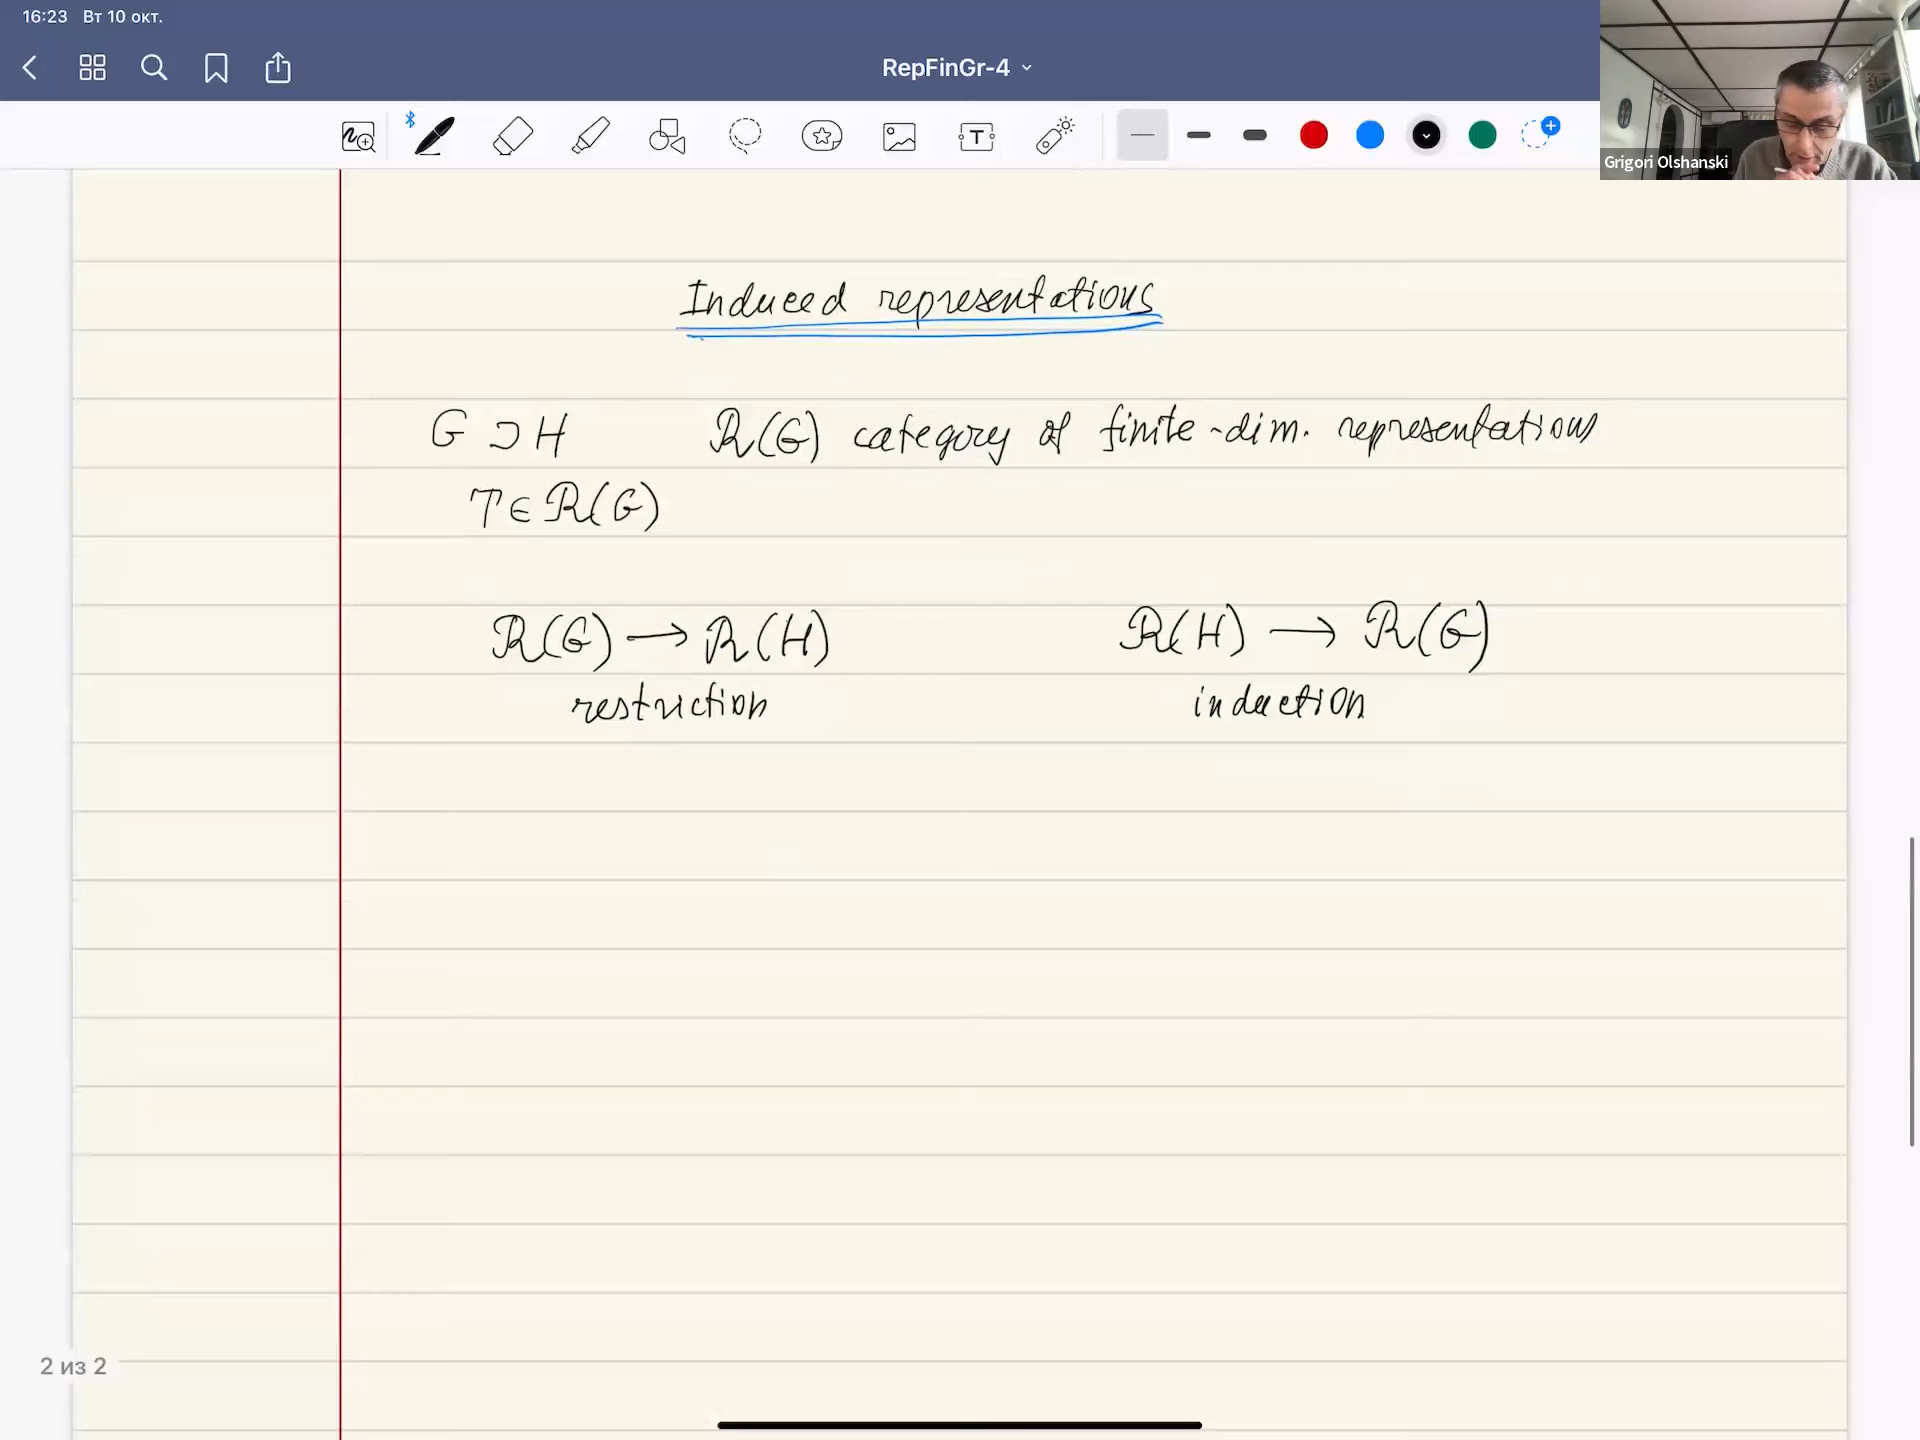 16:23 Вт 10 окт.
RepFinGr-4
T
Grigori Olshanski
Induced representations
G ⊃ H ℛ(G) category of finite-dim. representations
T ∈ ℛ(G)
ℛ(G) → ℛ(H) ℛ(H) → ℛ(G)
restriction induction
2 из 2